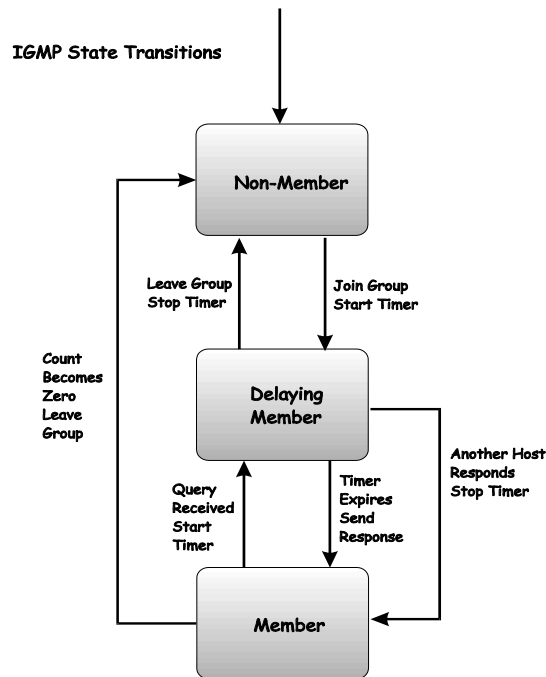 IGMP State Transitions
Non-Member
Leave Group
Stop Timer
Join Group
Start Timer
Count
Becomes
Zero
Leave
Group
Delaying
Member
Another Host
Responds
Stop Timer
Query
Received
Start
Timer
Timer
Expires
Send
Response
Member